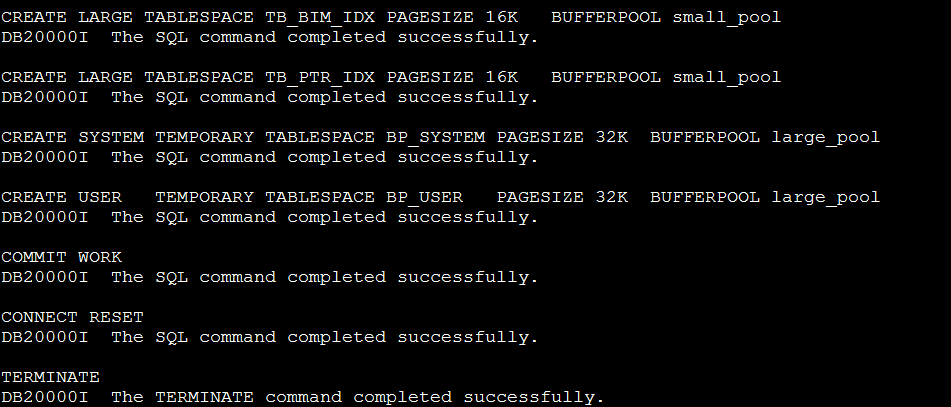 CREATE LARGE TABLESPACE TB_BIM_IDX PAGESIZE 16K   BUFFERPOOL small_pool
DB20000I  The SQL command completed successfully.

CREATE LARGE TABLESPACE TB_PTR_IDX PAGESIZE 16K   BUFFERPOOL small_pool
DB20000I  The SQL command completed successfully.

CREATE SYSTEM TEMPORARY TABLESPACE BP_SYSTEM PAGESIZE 32K  BUFFERPOOL large_pool
DB20000I  The SQL command completed successfully.

CREATE USER   TEMPORARY TABLESPACE BP_USER   PAGESIZE 32K  BUFFERPOOL large_pool
DB20000I  The SQL command completed successfully.

COMMIT WORK
DB20000I  The SQL command completed successfully.

CONNECT RESET
DB20000I  The SQL command completed successfully.

TERMINATE
DB20000I  The TERMINATE command completed successfully.